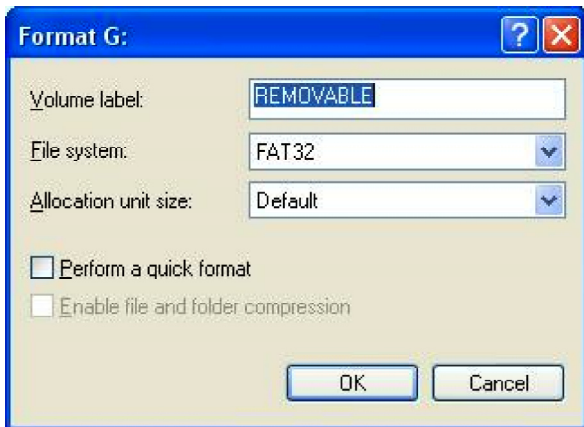 Format G:
Volume label: REMOVABLE
File system: FAT32
Allocation unit size: Default
Perform a quick format
Enable file and folder compression
OK Cancel